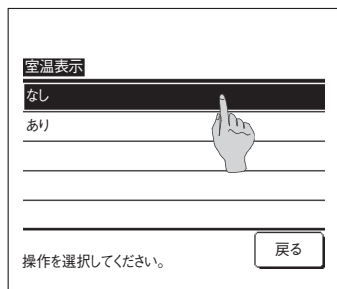 室温表示
なし
あり
操作を選択してください。
戻る